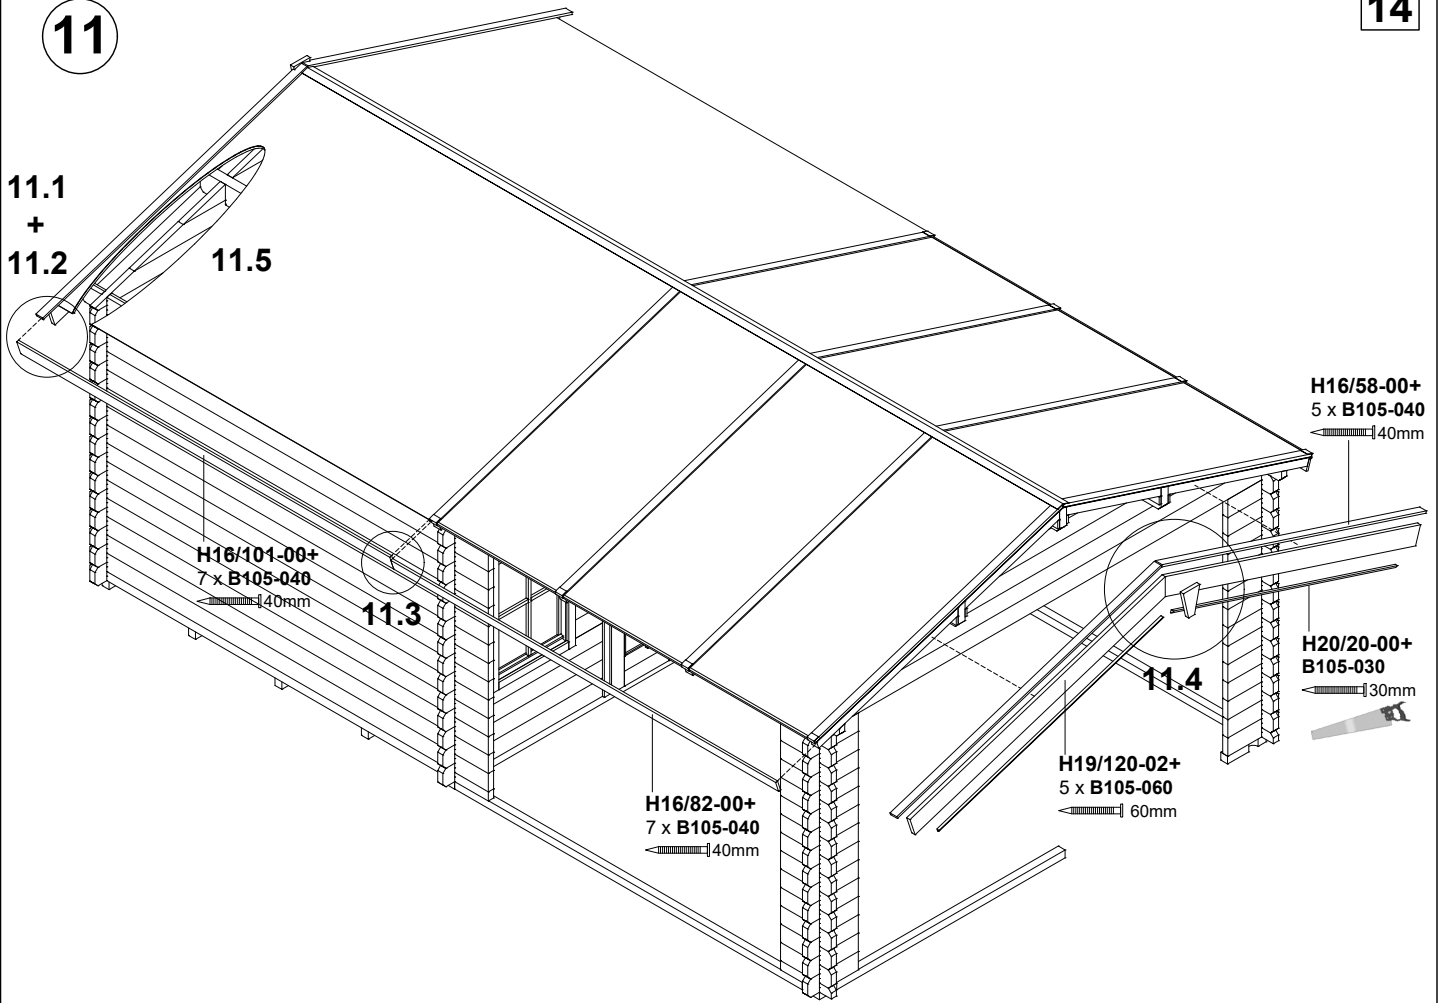 11
14
11.1
+
11.2
11.5
H16/58-00+
5 x B105-040
40mm
H16/101-00+
7 x B105-040
40mm
11.3
11.4
H20/20-00+
B105-030
30mm
H19/120-02+
5 x B105-060
60mm
H16/82-00+
7 x B105-040
40mm